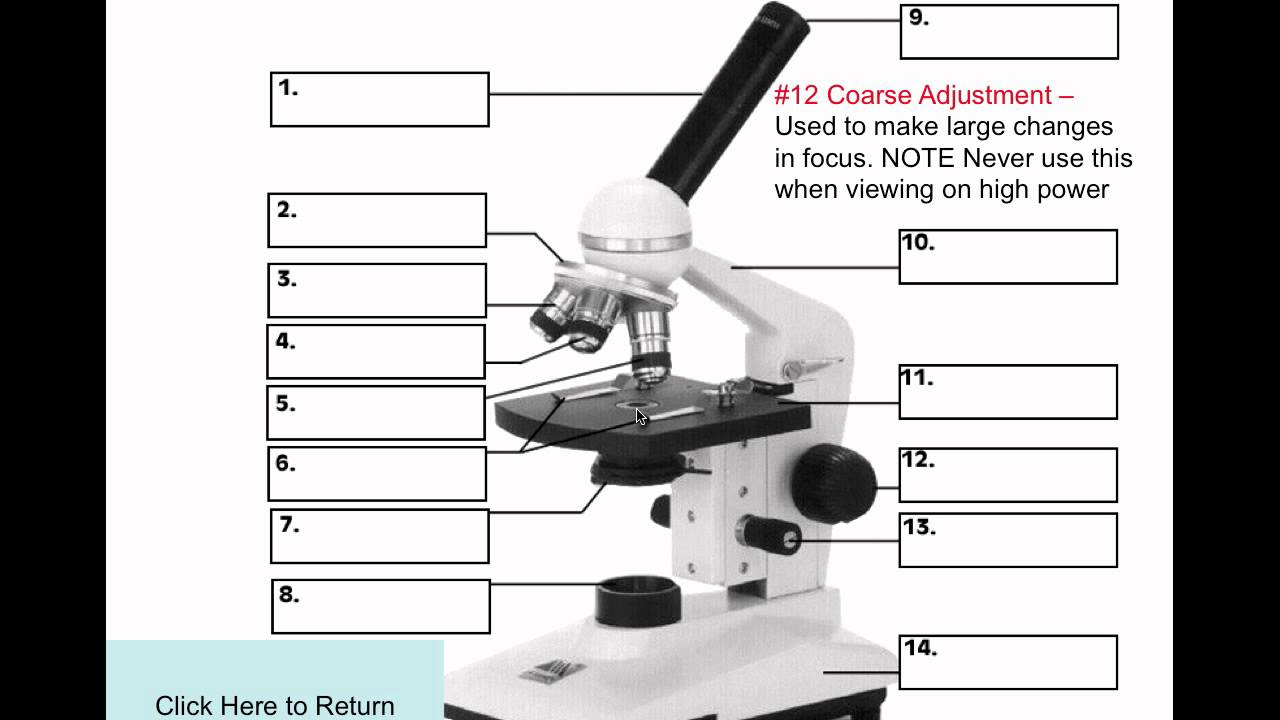 9.
1.
#12 Coarse Adjustment –
Used to make large changes
in focus. NOTE Never use this
when viewing on high power
2.
10.
3.
4.
11.
5.
6.
12.
7.
13.
8.
14.
Click Here to Return